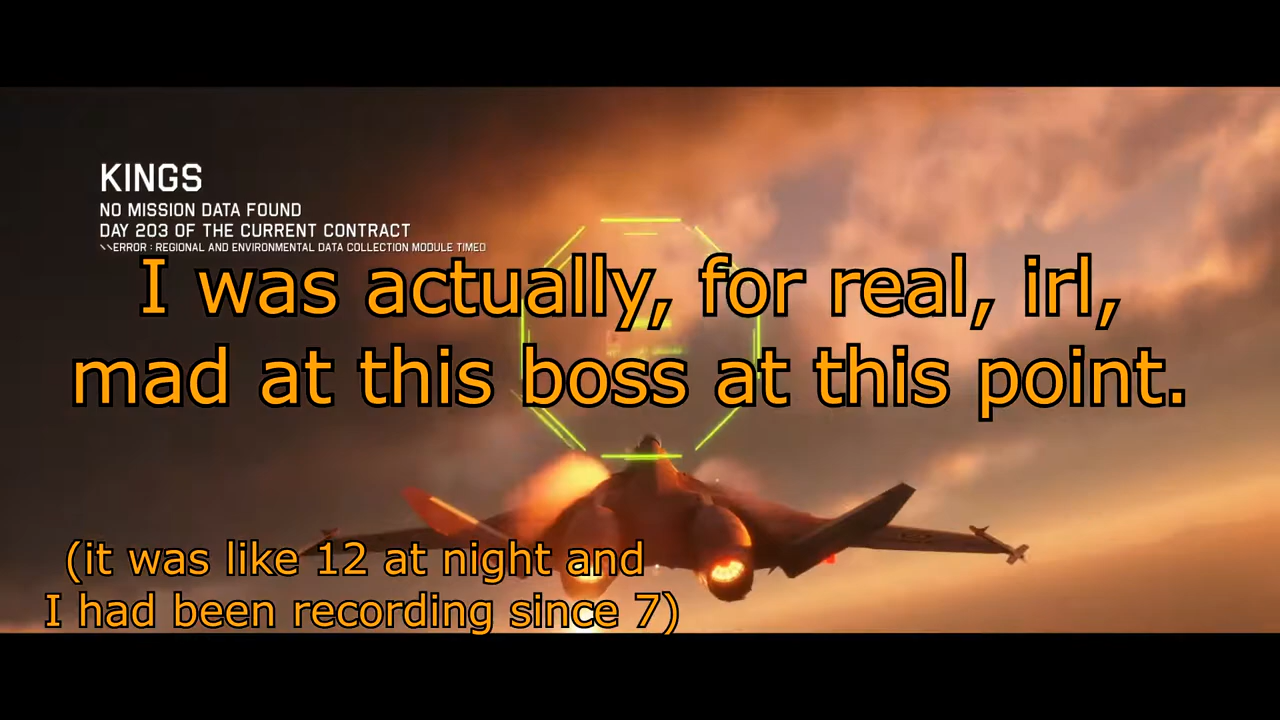 KINGS
NO MISSION DATA FOUND
DAY 203 OF THE CURRENT CONTRACT
\\ERROR : REGIONAL AND ENVIRONMENTAL DATA COLLECTION MODULE TIMED
I was actually, for real, irl,
mad at this boss at this point.
(it was like 12 at night and
I had been recording since 7)